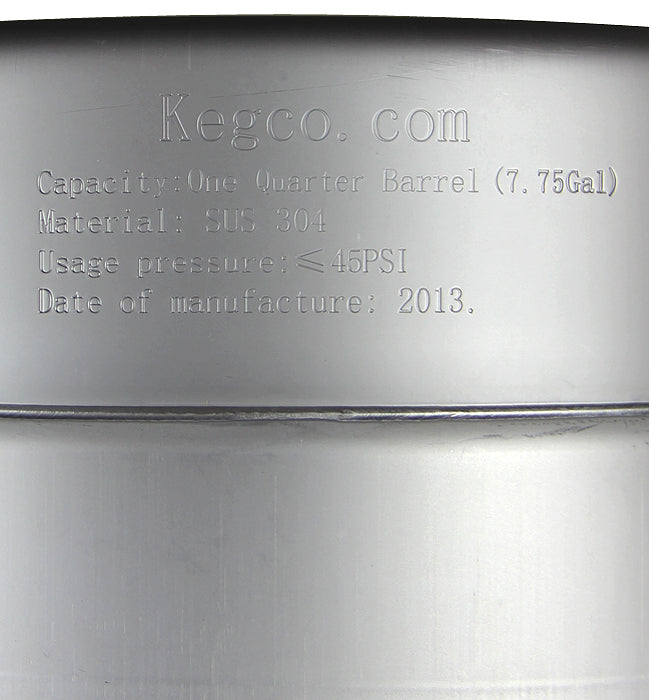 Kegco.com
Capacity:One Quarter Barrel (7.75Gal)
Material: SUS 304
Usage pressure:≤45PSI
Date of manufacture: 2013.